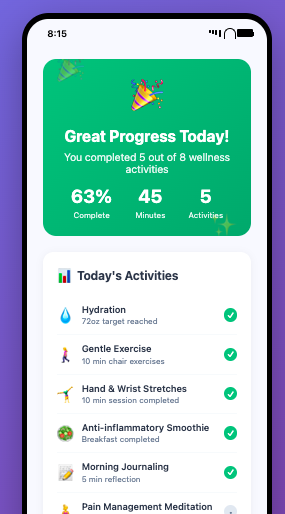 8:15
Great Progress Today!
You completed 5 out of 8 wellness
activities
63% 45 5
Complete Minutes Activities
Today's Activities
Hydration
72oz target reached
Gentle Exercise
10 min chair exercises
Hand & Wrist Stretches
10 min session completed
Anti-inflammatory Smoothie
Breakfast completed
Morning Journaling
5 min reflection
Pain Management Meditation